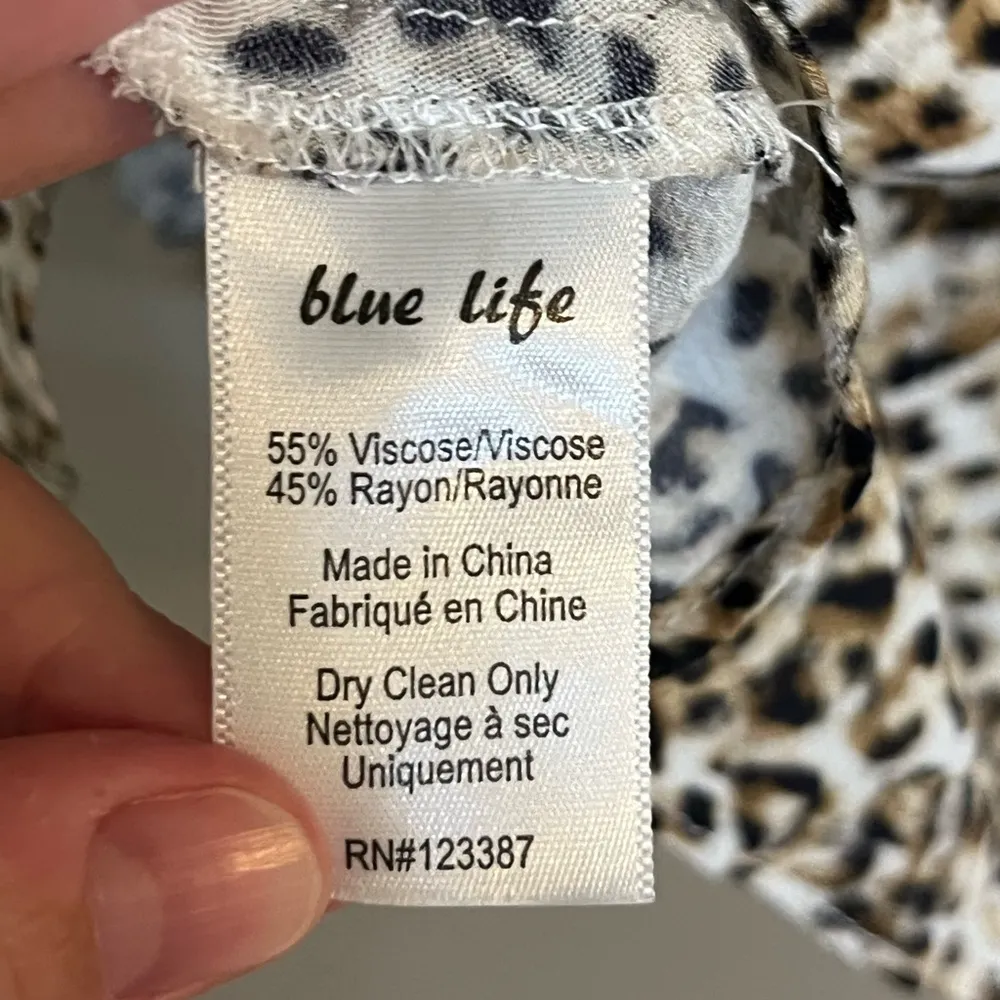 blue life
55% Viscose/Viscose
45% Rayon/Rayonne
Made in China
Fabriqué en Chine
Dry Clean Only
Nettoyage à sec
Uniquement
RN#123387